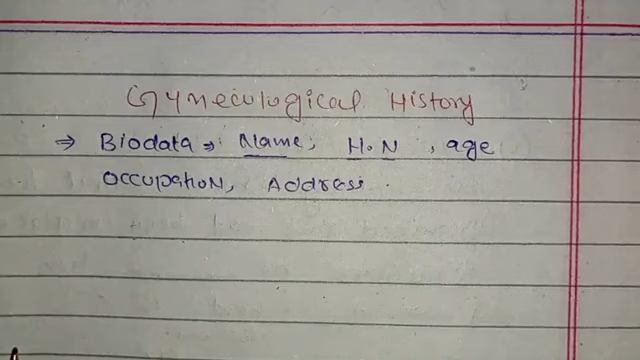 Gynecological History
⇒ Biodata → Name, H.N, age
Occupation, Address.